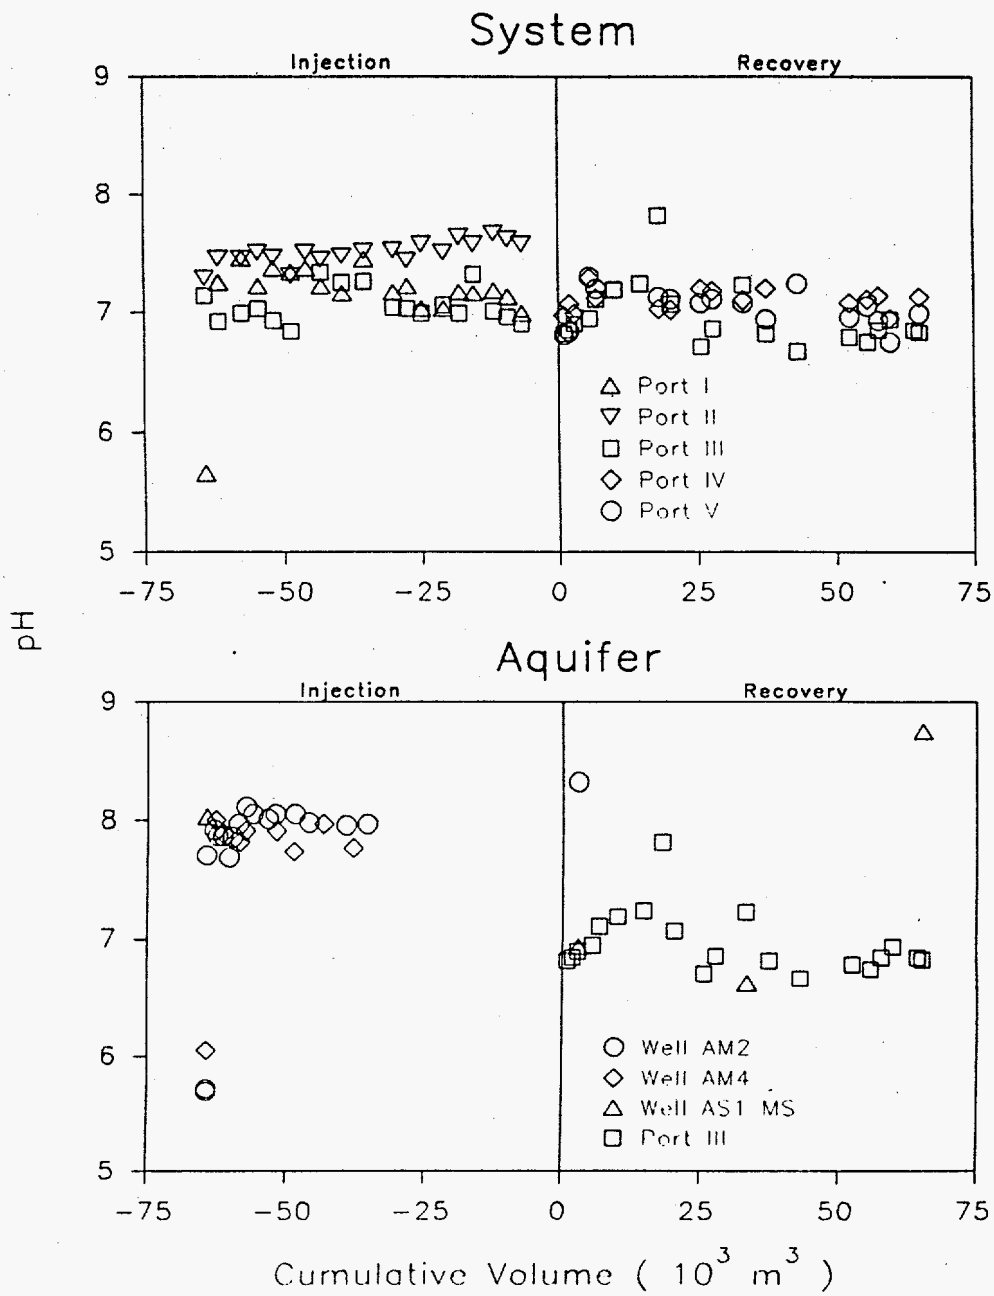 System
Injection Recovery
9
8
7
6
5
Port I
Port II
Port III
Port IV
Port V
-75 -50 -25 0 25 50 75
pH
Aquifer
Injection Recovery
9
8
7
6
5
Well AM2
Well AM4
Well AS1 MS
Port III
-75 -50 -25 0 25 50 75
Cumulative Volume ( 10³ m³ )